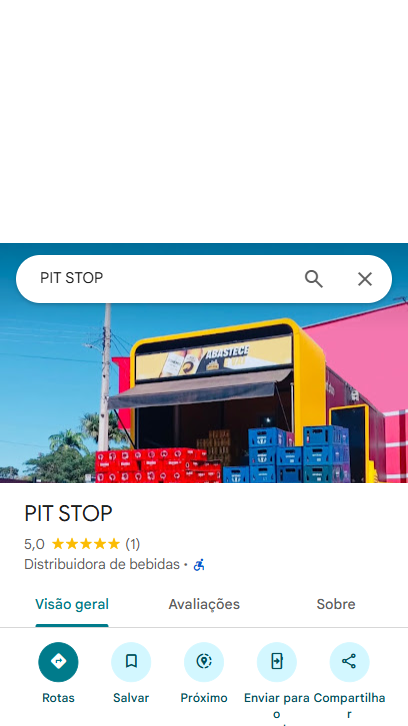 PIT STOP
ABASTECE
PIT STOP
5,0 (1)
Distribuidora de bebidas ·
Visão geral Avaliações Sobre
Rotas Salvar Próximo Enviar para Compartilha
o r